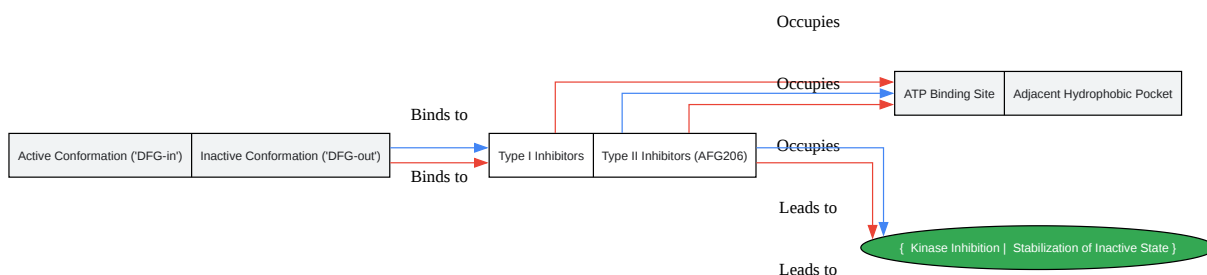 Occupies
Occupies
ATP Binding Site
Adjacent Hydrophobic Pocket
Binds to
Active Conformation ('DFG-in')
Inactive Conformation ('DFG-out')
Type I Inhibitors
Type II Inhibitors (AFG206)
Occupies
Binds to
Leads to
{ Kinase Inhibition | Stabilization of Inactive State }
Leads to